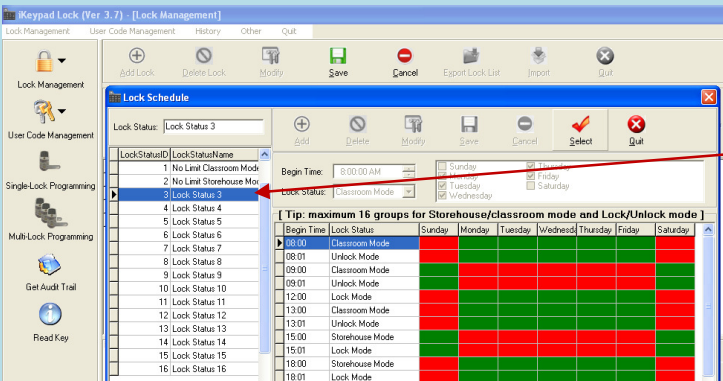 iKeypad Lock (Ver 3.7) - [Lock Management]
Lock Management User Code Management History Other Quit
Add Lock Delete Lock Modify Save Cancel Export Lock List Import Quit
Lock Management
User Code Management
Single-Lock Programming
Multi-Lock Programming
Get Audit Trail
Read Key
Lock Schedule
Lock Status: Lock Status 3
Add Delete Modify Save Cancel Select Quit
LockStatusID LockStatusName
1 No Limit Classroom Mode
2 No Limit Storehouse Mo
3 Lock Status 3
4 Lock Status 4
5 Lock Status 5
6 Lock Status 6
7 Lock Status 7
8 Lock Status 8
9 Lock Status 9
10 Lock Status 10
11 Lock Status 11
12 Lock Status 12
13 Lock Status 13
14 Lock Status 14
15 Lock Status 15
16 Lock Status 16
Begin Time: 8:00:00 AM
Lock Status: Classroom Mode
Sunday Thursday
Monday Friday
Tuesday Saturday
Wednesday
[ Tip: maximum 16 groups for Storehouse/classroom mode and Lock/Unlock mode ]
Begin Time Lock Status Sunday Monday Tuesday Wednesd Thursday Friday Saturday
08:00 Classroom Mode
08:01 Unlock Mode
09:00 Classroom Mode
09:01 Unlock Mode
12:00 Lock Mode
13:00 Classroom Mode
13:01 Unlock Mode
15:00 Storehouse Mode
15:01 Lock Mode
18:00 Storehouse Mode
18:01 Lock Mode